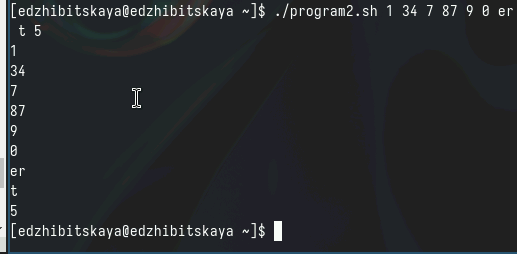 [edzhibitskaya@edzhibitskaya ~]$ ./program2.sh 1 34 7 87 9 0 er
t 5
1
34
7
87
9
0
er
t
5
[edzhibitskaya@edzhibitskaya ~]$